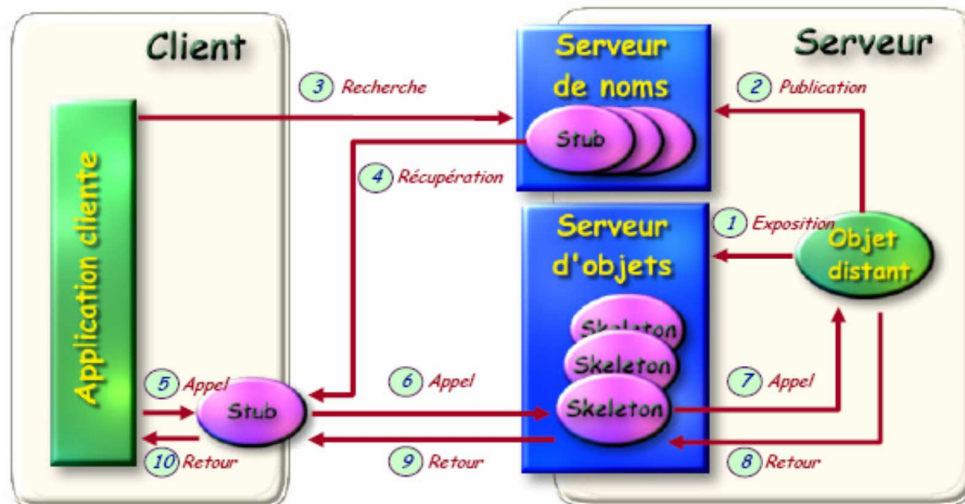 Client
Serveur
Serveur
de noms
Stub
3 Recherche
2 Publication
4 Récupération
Application cliente
Serveur
d'objets
1 Exposition
Objet
distant
Skeleton
Skeleton
Skeleton
5 Appel
Stub
6 Appel
7 Appel
10 Retour
9 Retour
8 Retour